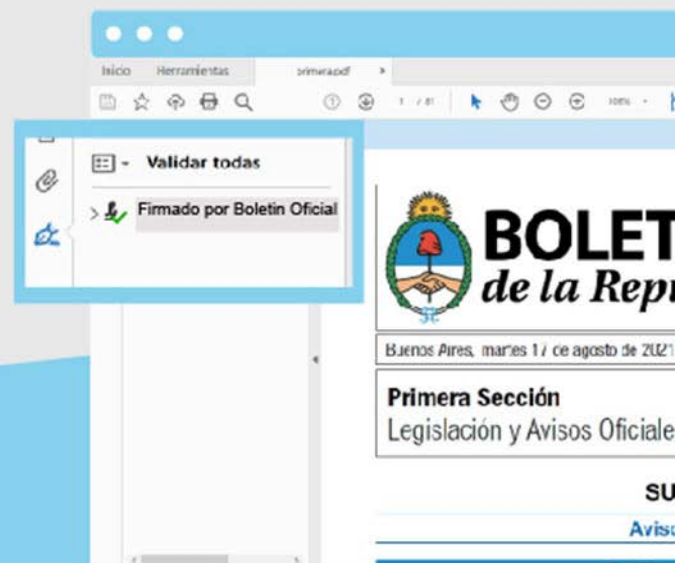 Inicio Herramientas primera.pdf
1 / 81 100%
Validar todas
Firmado por Boletin Oficial
BOLET
de la Repu
Buenos Aires, martes 17 de agosto de 2021
Primera Sección
Legislación y Avisos Oficiale
SU
Aviso